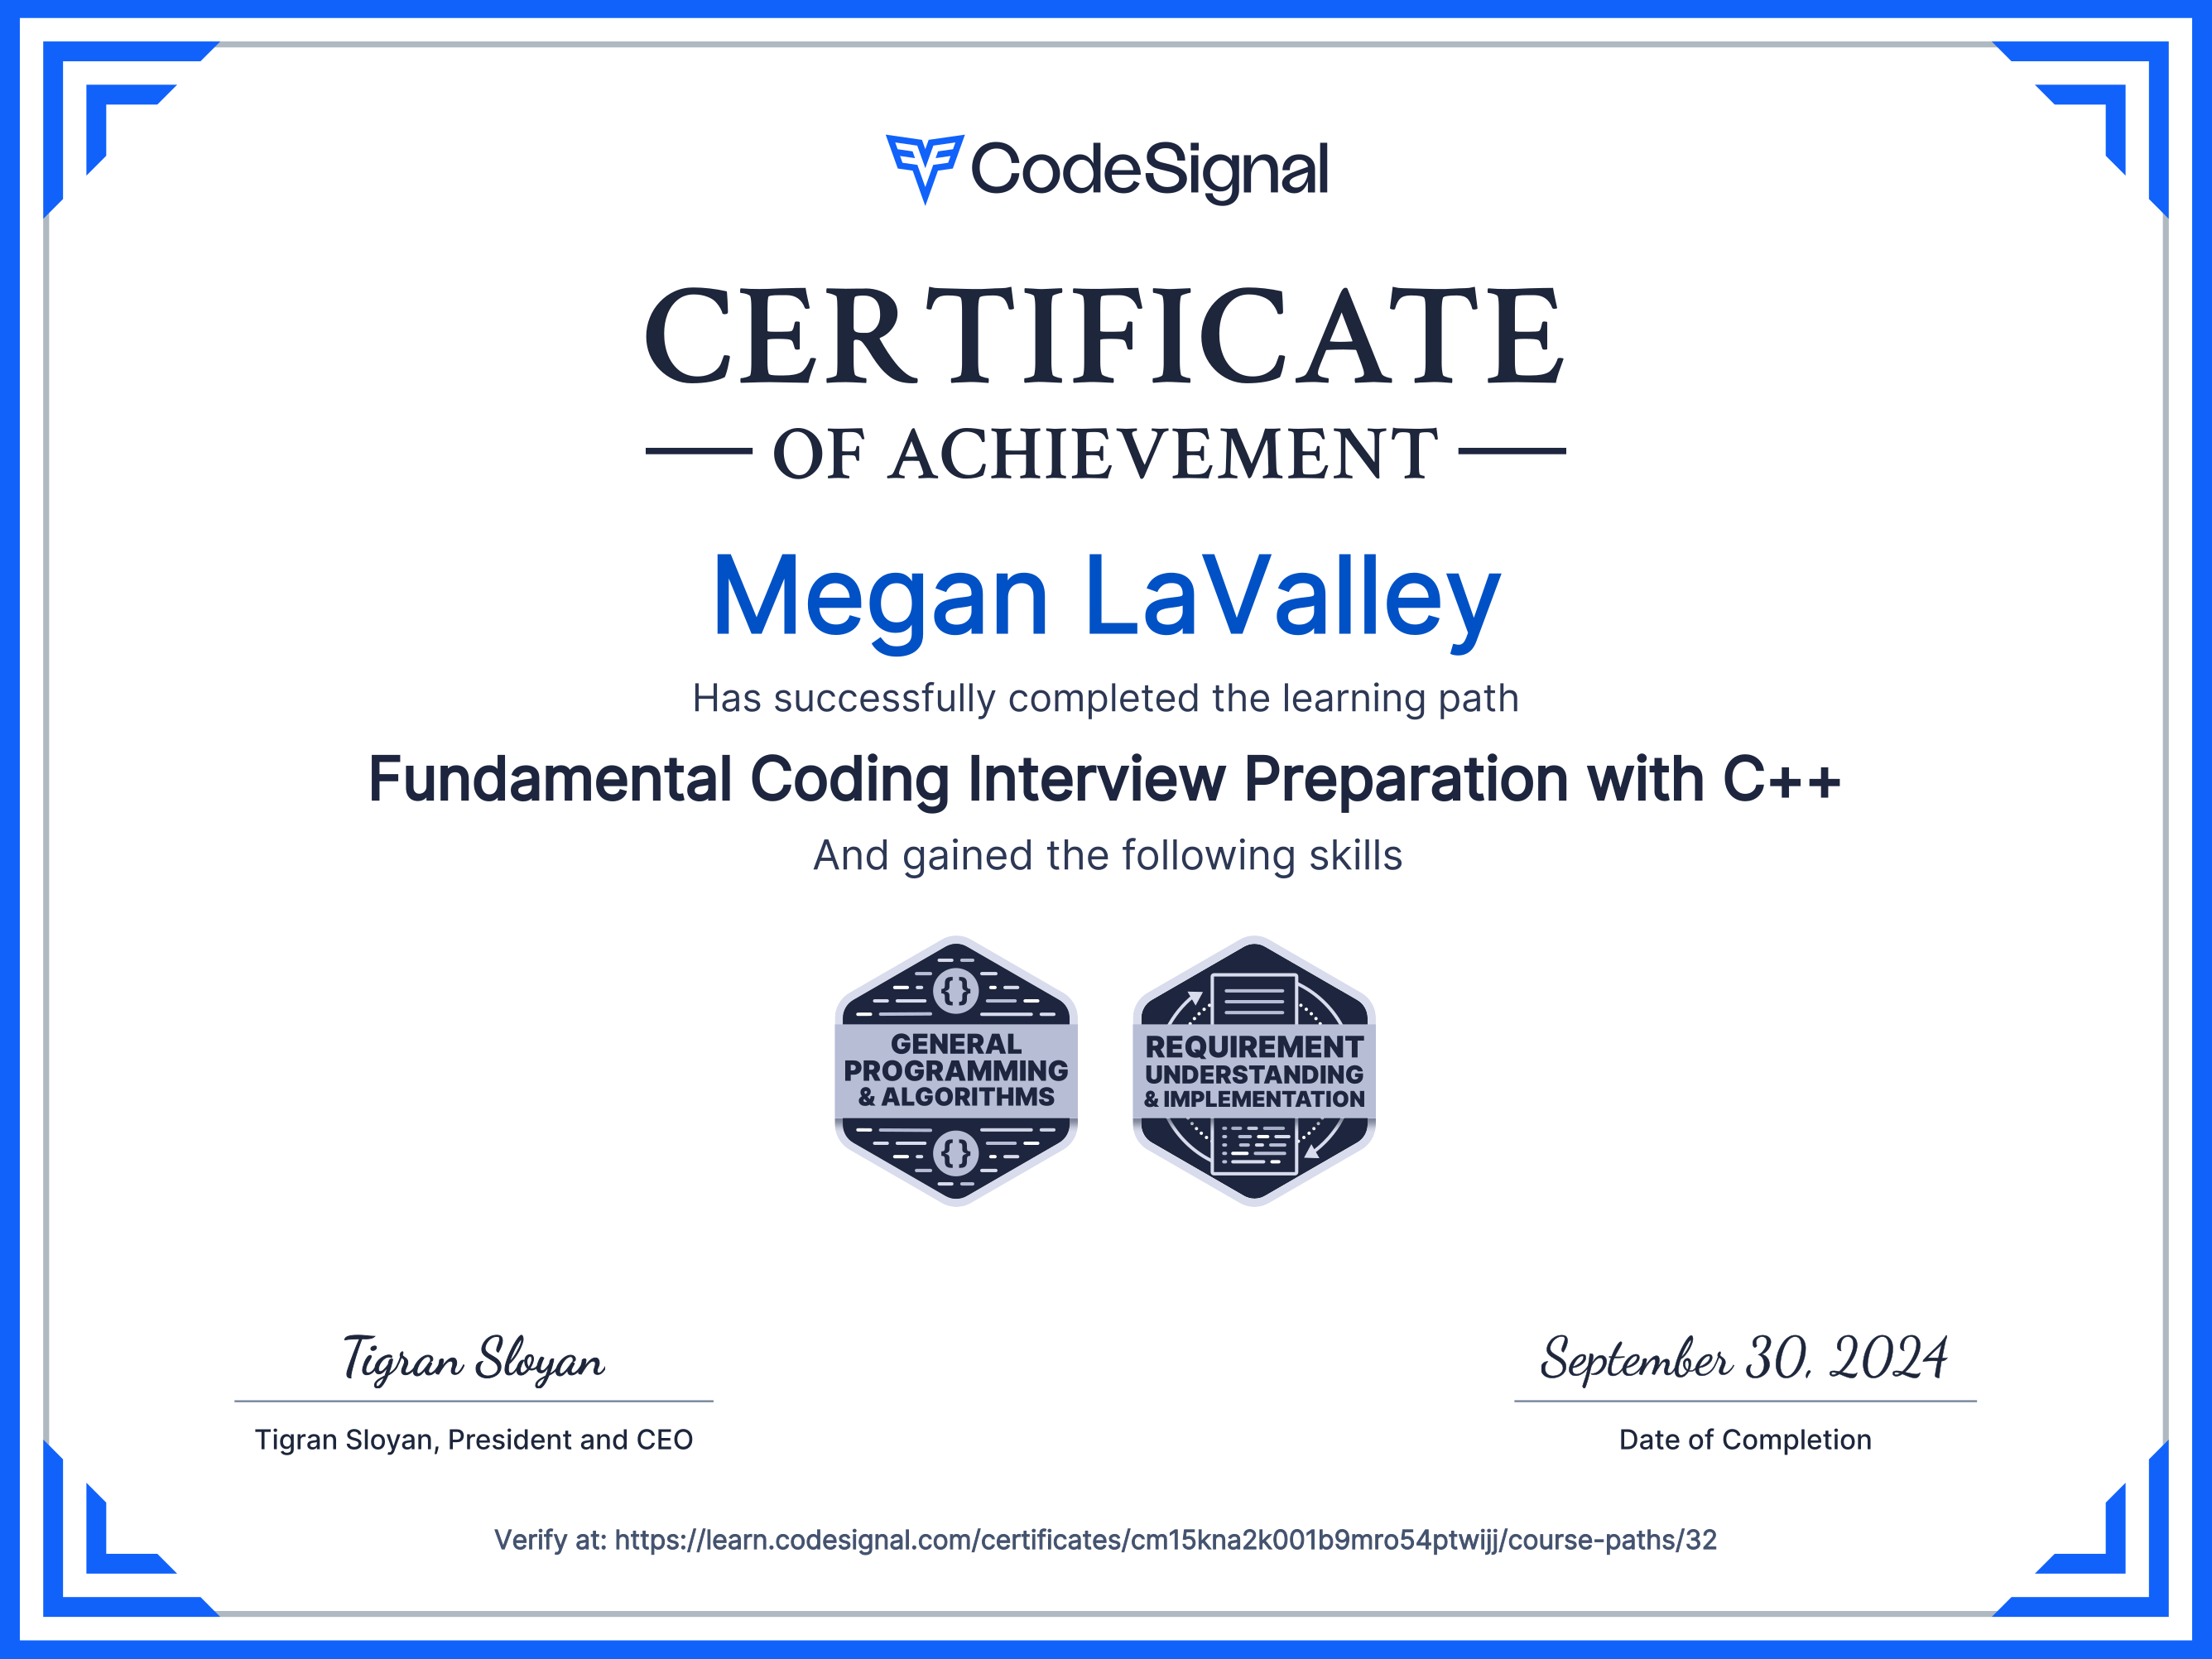 CodeSignal
CERTIFICATE
OF ACHIEVEMENT
Megan LaValley
Has successfully completed the learning path
Fundamental Coding Interview Preparation with C++
And gained the following skills
{}
GENERAL
PROGRAMMING
& ALGORITHMS
{}
REQUIREMENT
UNDERSTANDING
& IMPLEMENTATION
Tigran Sloyan
Tigran Sloyan, President and CEO
September 30, 2024
Date of Completion
Verify at: https://learn.codesignal.com/certificates/cm15kna2k001b9mro54ptwijj/course-paths/32